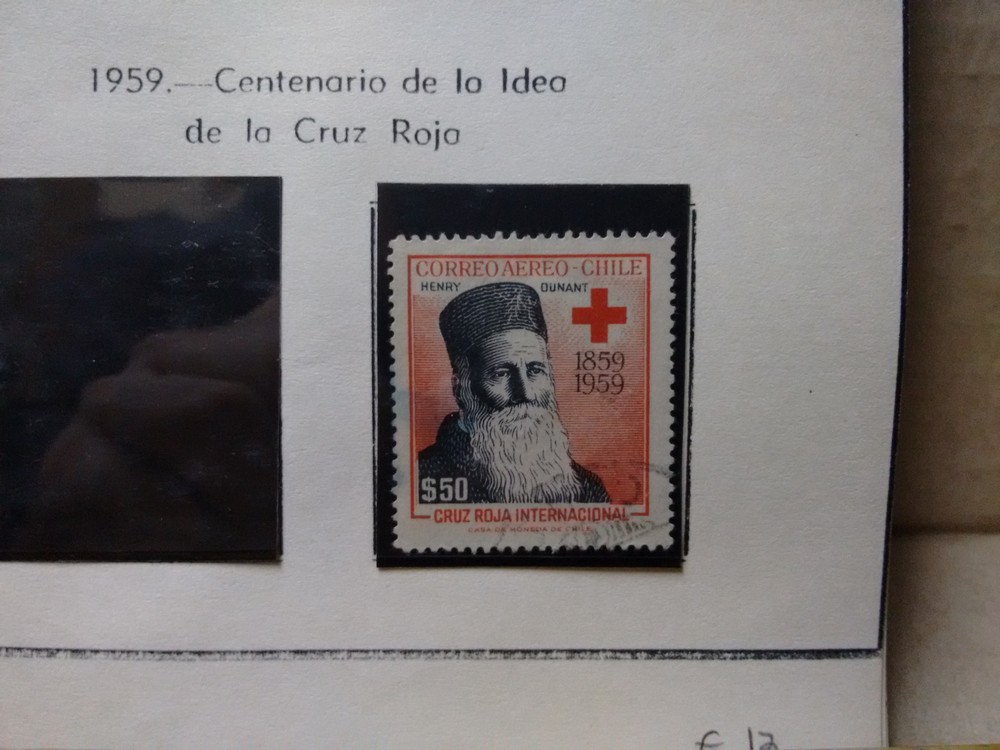 1959.—Centenario de la Idea
de la Cruz Roja
CORREO AEREO - CHILE
HENRY DUNANT
1859
1959
$50
CRUZ ROJA INTERNACIONAL
CASA DE MONEDA DE CHILE